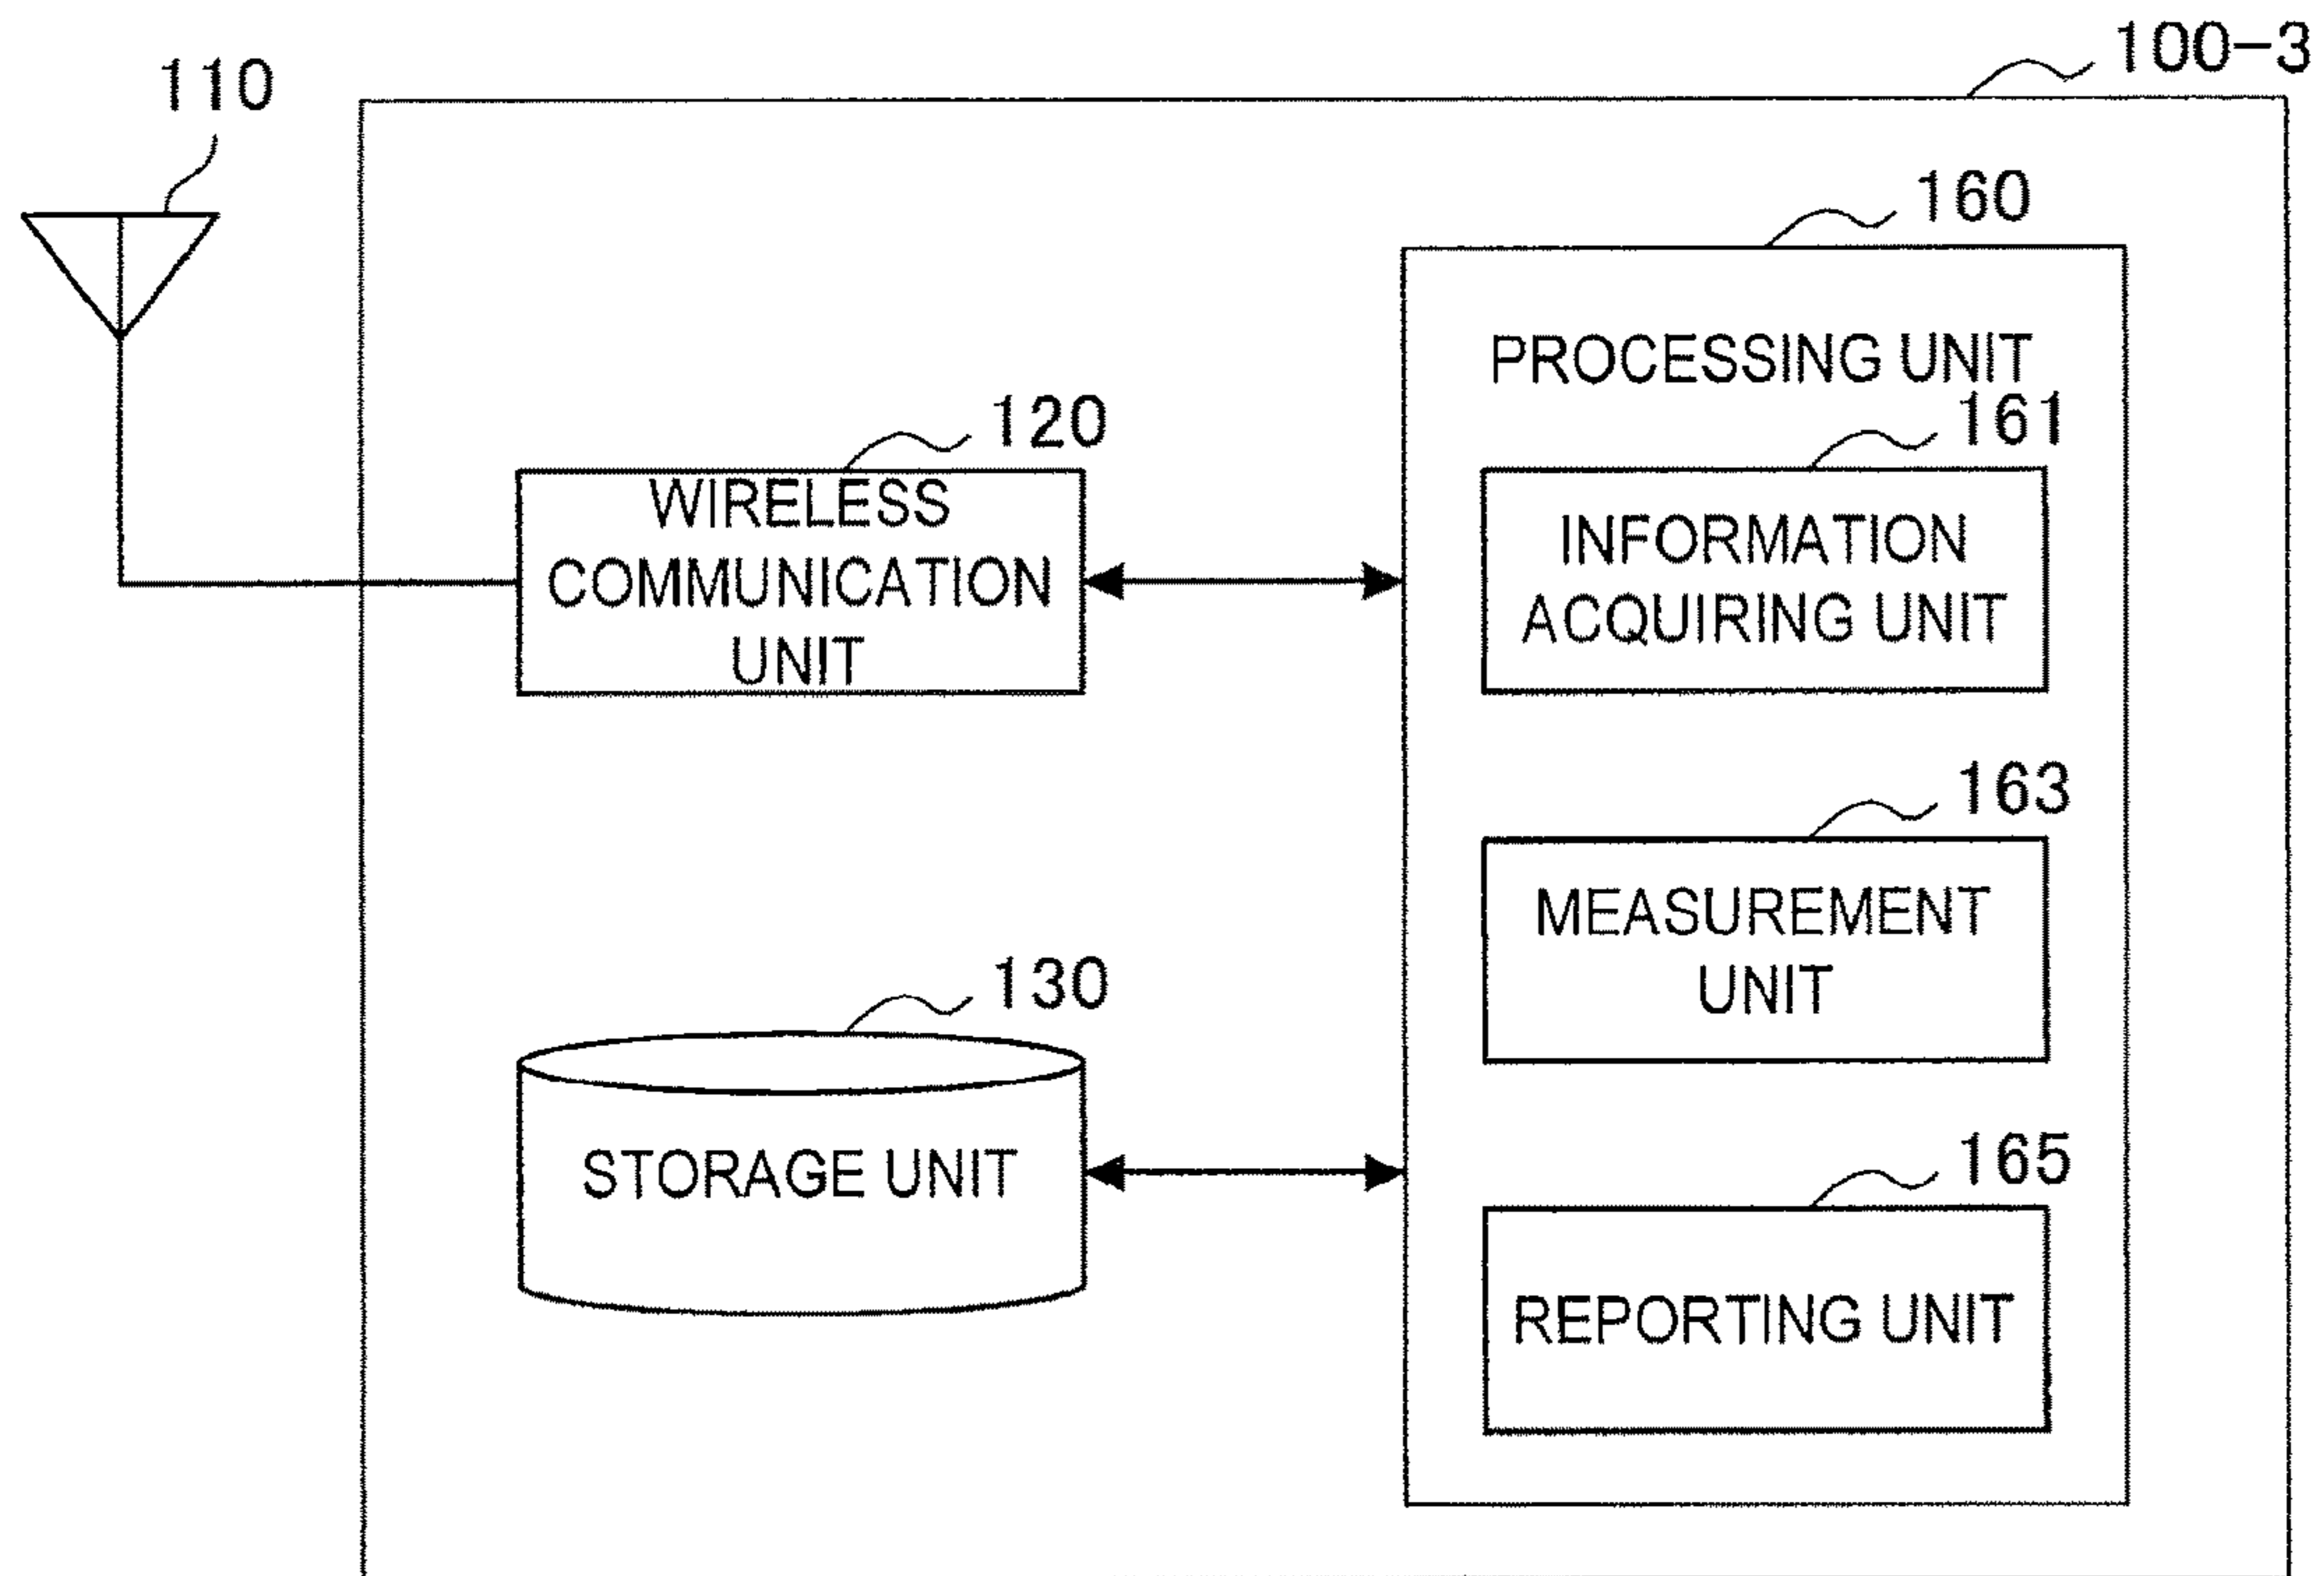 100-3
110
160
PROCESSING UNIT
120
161
WIRELESS
COMMUNICATION
UNIT
INFORMATION
ACQUIRING UNIT
163
MEASUREMENT
UNIT
130
STORAGE UNIT
165
REPORTING UNIT